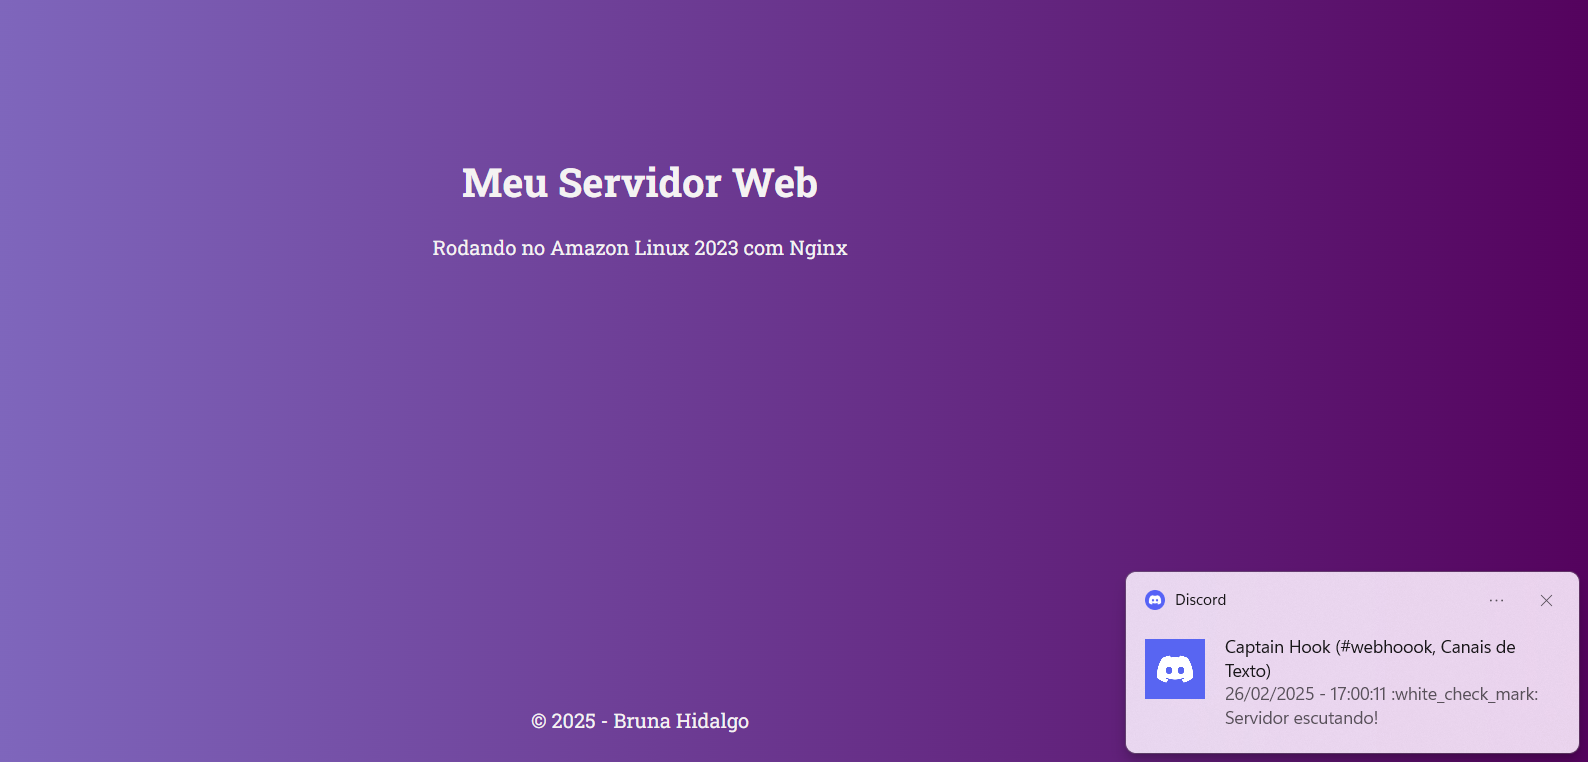 Meu Servidor Web
Rodando no Amazon Linux 2023 com Nginx
© 2025 - Bruna Hidalgo
Discord
Captain Hook (#webhoook, Canais de
Texto)
26/02/2025 - 17:00:11 :white_check_mark:
Servidor escutando!